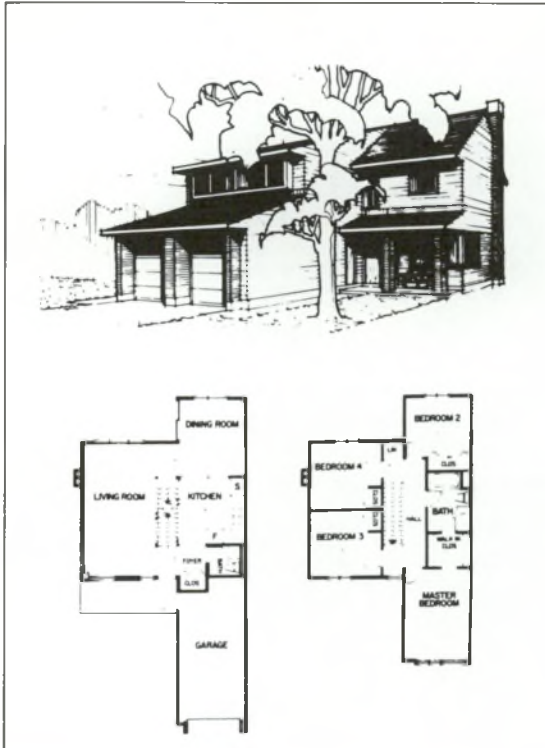 DINING ROOM
LIVING ROOM
KITCHEN
S
F
FOYER
CLOS
GARAGE
BEDROOM 2
CLOS
LIN
BEDROOM 4
BATH
HALL
BEDROOM 3
WALK IN
CLOS
MASTER
BEDROOM